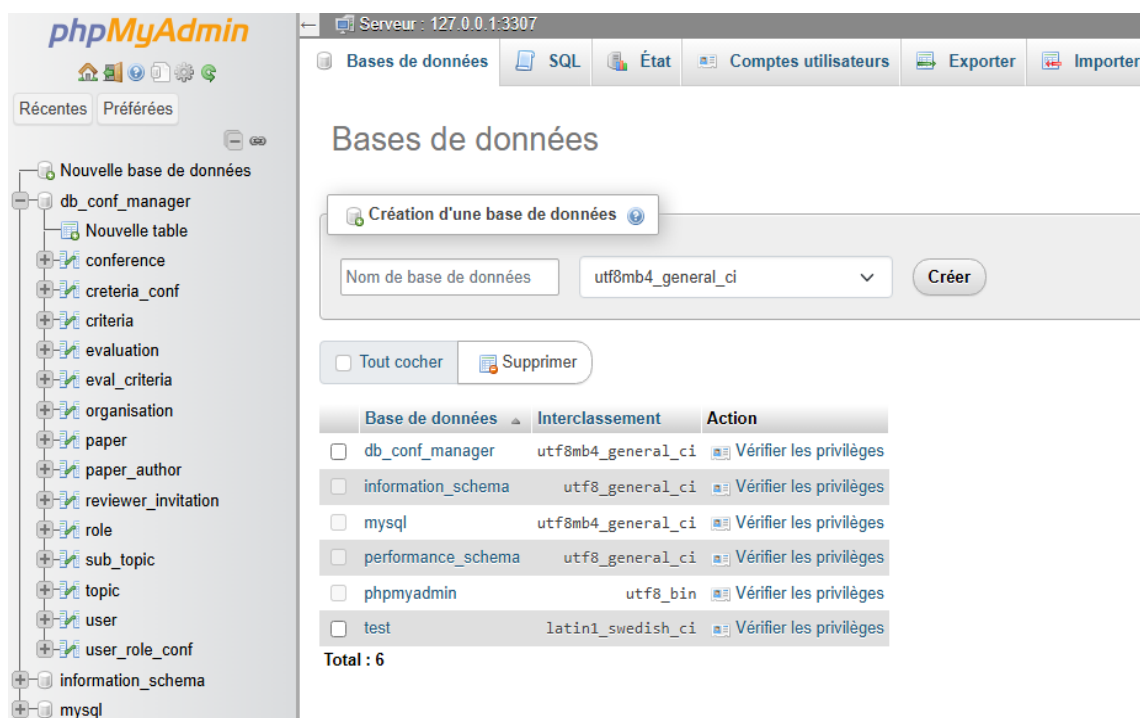 phpMyAdmin
Récentes Préférées
Nouvelle base de données
db_conf_manager
Nouvelle table
conference
creteria_conf
criteria
evaluation
eval_criteria
organisation
paper
paper_author
reviewer_invitation
role
sub_topic
topic
user
user_role_conf
information_schema
mysql
Serveur : 127.0.0.1:3307
Bases de données SQL État Comptes utilisateurs Exporter Importer
Bases de données
Création d'une base de données
Nom de base de données utf8mb4_general_ci Créer
Tout cocher Supprimer
Base de données Interclassement Action
db_conf_manager utf8mb4_general_ci Vérifier les privilèges
information_schema utf8_general_ci Vérifier les privilèges
mysql utf8mb4_general_ci Vérifier les privilèges
performance_schema utf8_general_ci Vérifier les privilèges
phpmyadmin utf8_bin Vérifier les privilèges
test latin1_swedish_ci Vérifier les privilèges
Total : 6